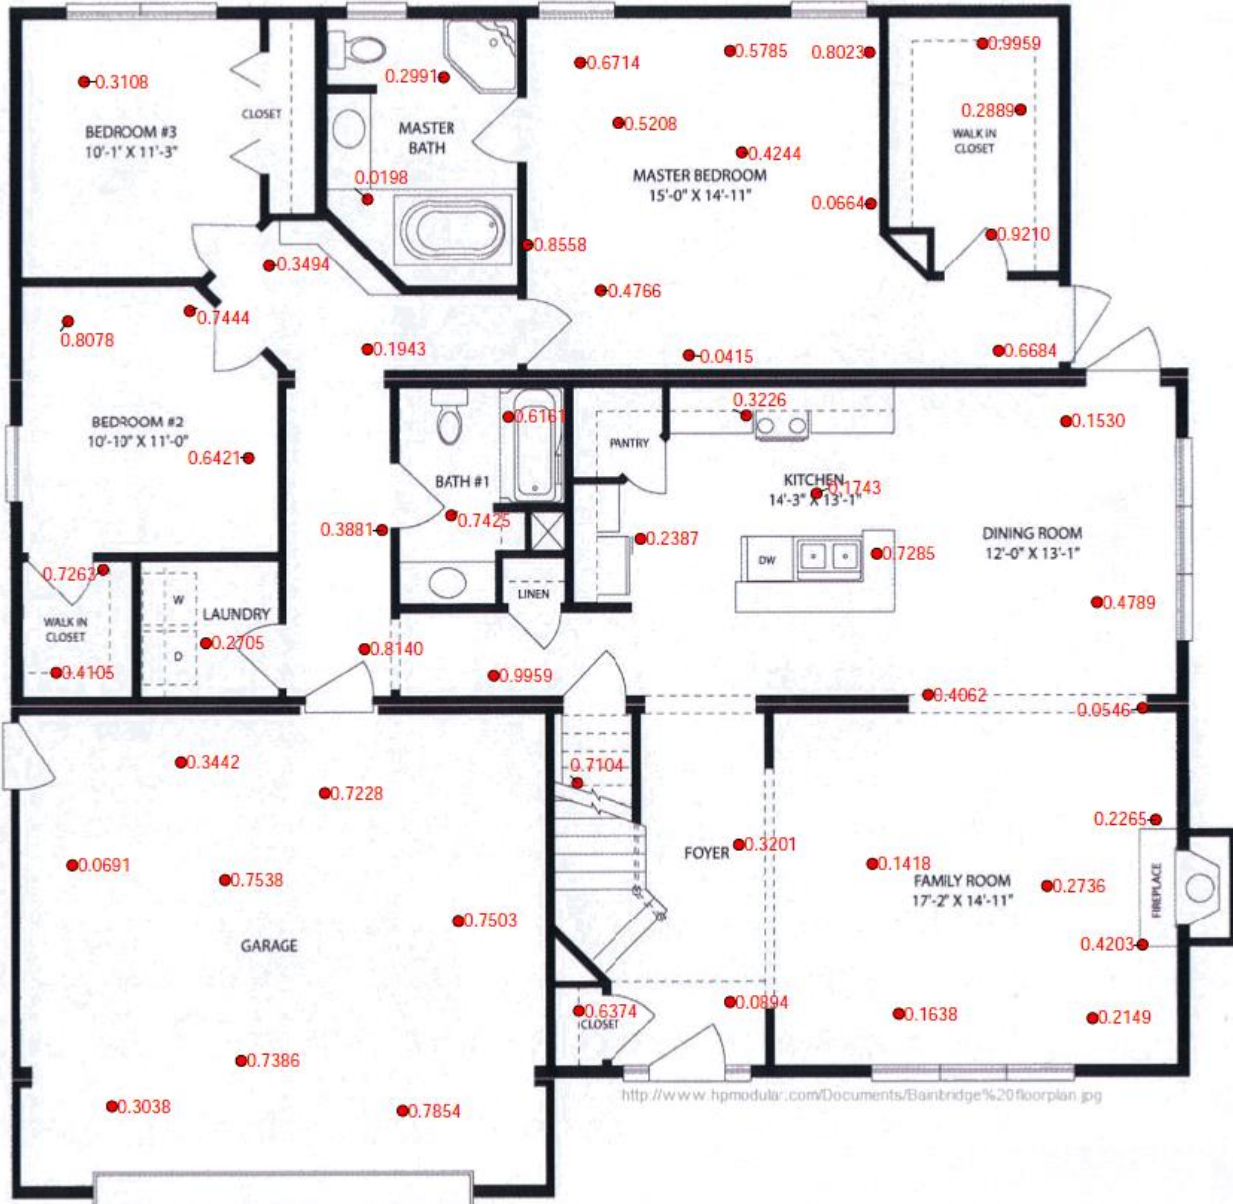 0.9959
0.5785
0.8023
0.6714
0.2991
0.3108
0.2889
CLOSET
0.5208
MASTER
BATH
BEDROOM #3
10'-1" X 11'-3"
WALK IN
CLOSET
0.4244
MASTER BEDROOM
15'-0" X 14'-11"
0.0198
0.0664
0.9210
0.8558
0.3494
0.4766
0.7444
0.8078
0.1943
0.6684
0.0415
0.3226
0.6161
0.1530
BEDROOM #2
10'-10" X 11'-0"
PANTRY
0.6421
BATH #1
KITCHEN
14'-3" X 13'-1"
0.1743
0.7425
0.3881
0.2387
DINING ROOM
12'-0" X 13'-1"
0.7285
DW
0.7263
LINEN
W
LAUNDRY
0.4789
WALK IN
CLOSET
0.2705
D
0.8140
0.4105
0.9959
0.4062
0.0546
0.3442
0.7104
0.7228
0.2265
0.3201
FOYER
0.0691
0.1418
0.7538
FAMILY ROOM
17'-2" X 14'-11"
0.2736
FIREPLACE
0.7503
GARAGE
0.4203
0.0894
0.6374
CLOSET
0.1638
0.2149
0.7386
http://www.hpmodular.com/Documents/Bainbridge%20floorplan.jpg
0.3038
0.7854